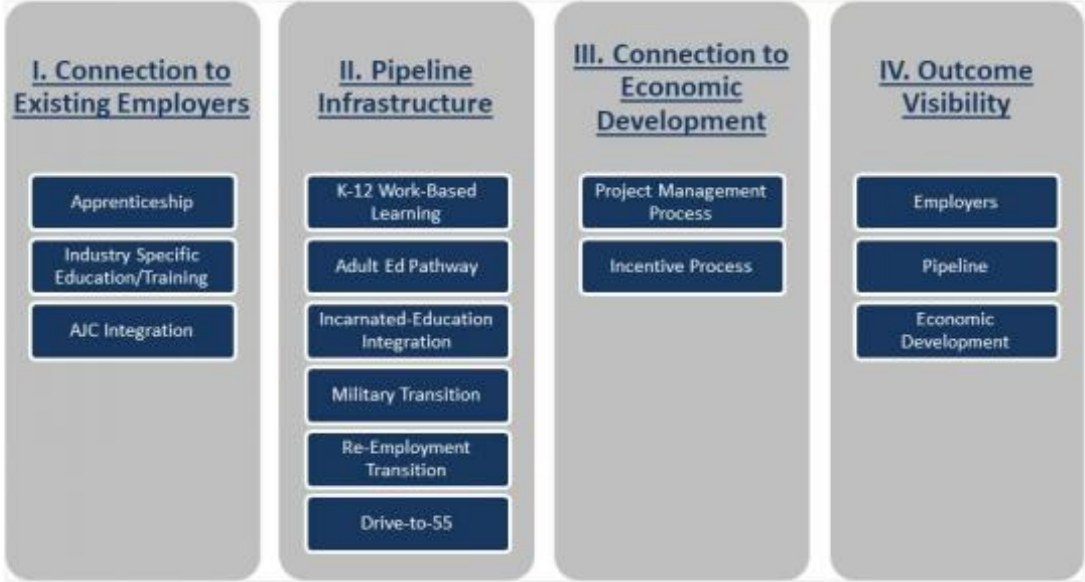 I. Connection to
Existing Employers
Apprenticeship
Industry Specific
Education/Training
AJC Integration
II. Pipeline
Infrastructure
K-12 Work-Based
Learning
Adult Ed Pathway
Incarnated-Education
Integration
Military Transition
Re-Employment
Transition
Drive-to-55
III. Connection to
Economic
Development
Project Management
Process
Incentive Process
IV. Outcome
Visibility
Employers
Pipeline
Economic
Development